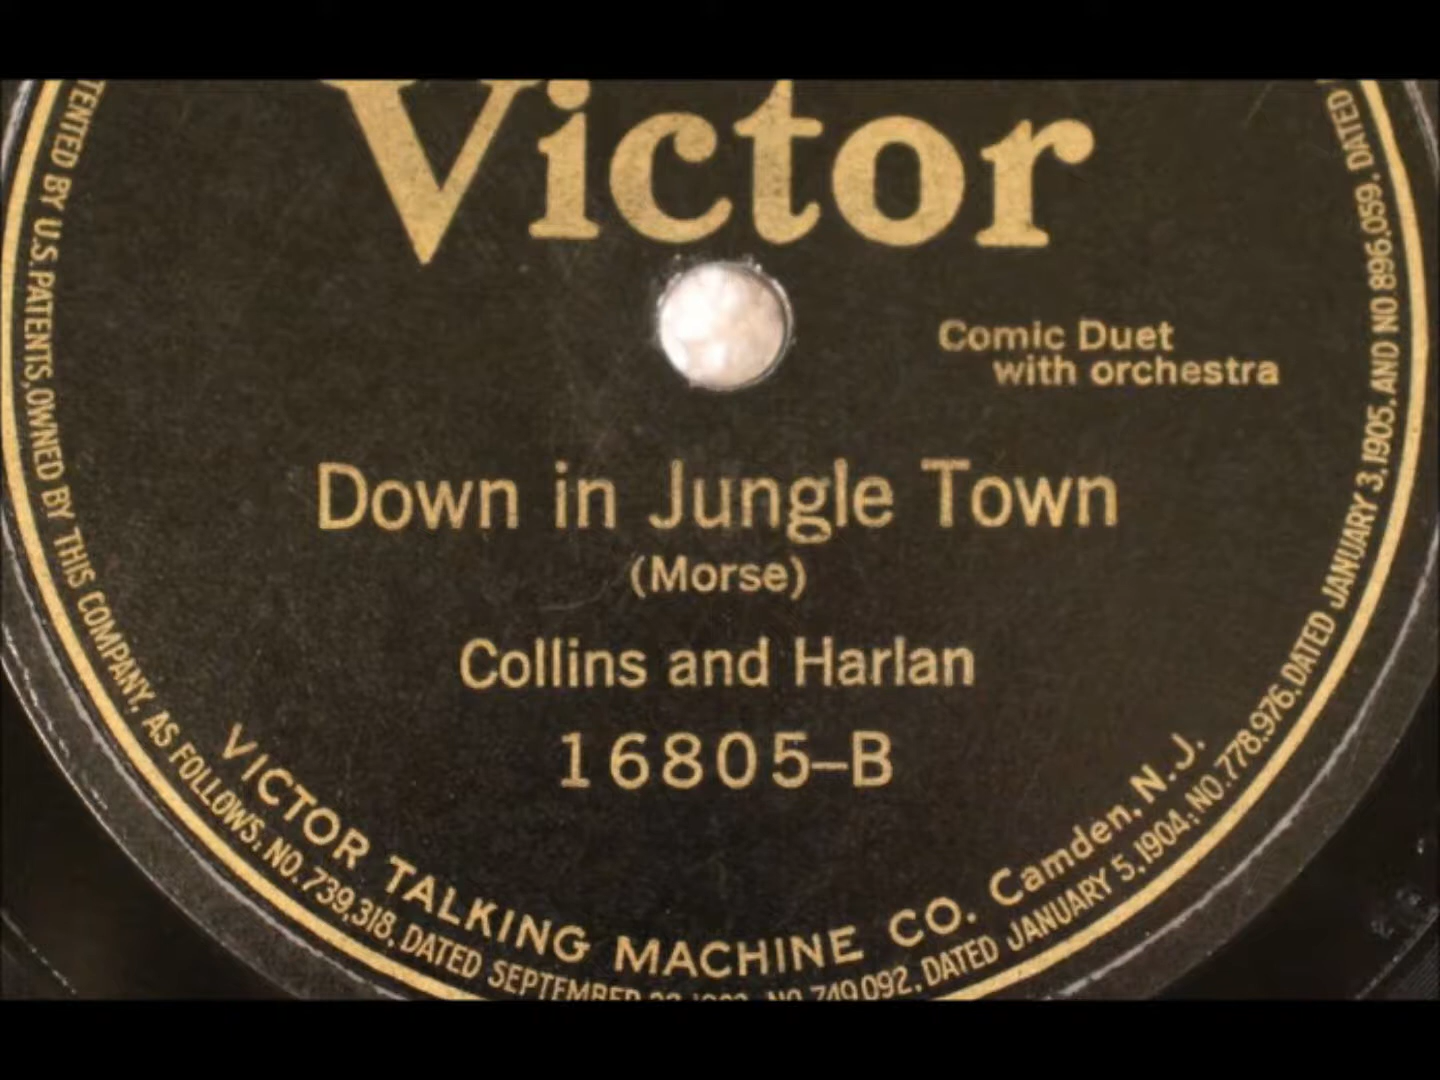 Victor
Comic Duet
with orchestra
Down in Jungle Town
(Morse)
Collins and Harlan
16805–B
VICTOR TALKING MACHINE CO. Camden, N.J.
BY U.S. PATENTS, OWNED BY THIS COMPANY, AS FOLLOWS; NO. 739,318, DATED SEPTEMBER NO. 749,092, DATED JANUARY 5, 1904; NO. 778,976, DATED JANUARY 3, 1905, AND NO 896,059, DATED